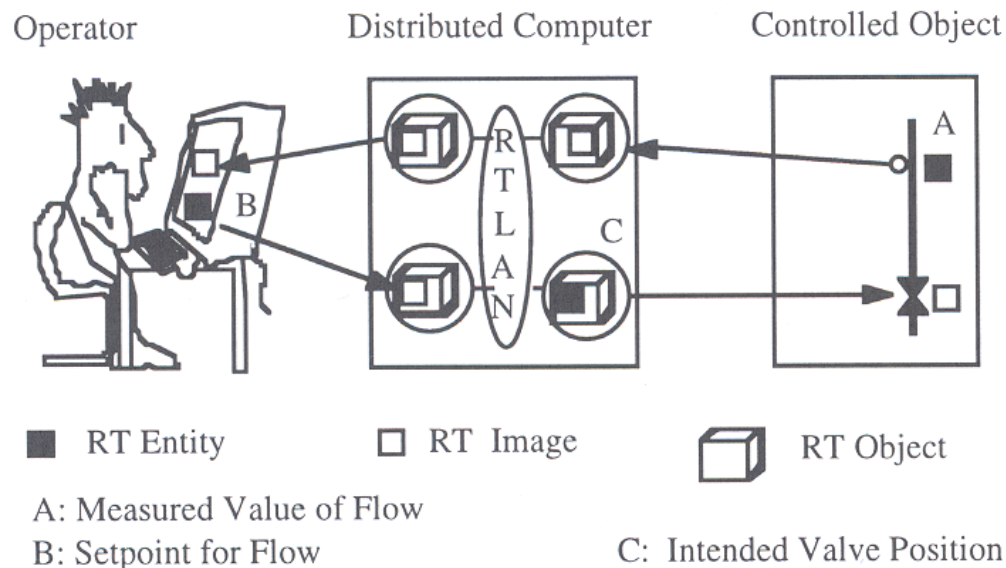 Operator Distributed Computer Controlled Object
A
B
C
R
T
L
A
N
RT Entity RT Image RT Object
A: Measured Value of Flow
B: Setpoint for Flow C: Intended Valve Position